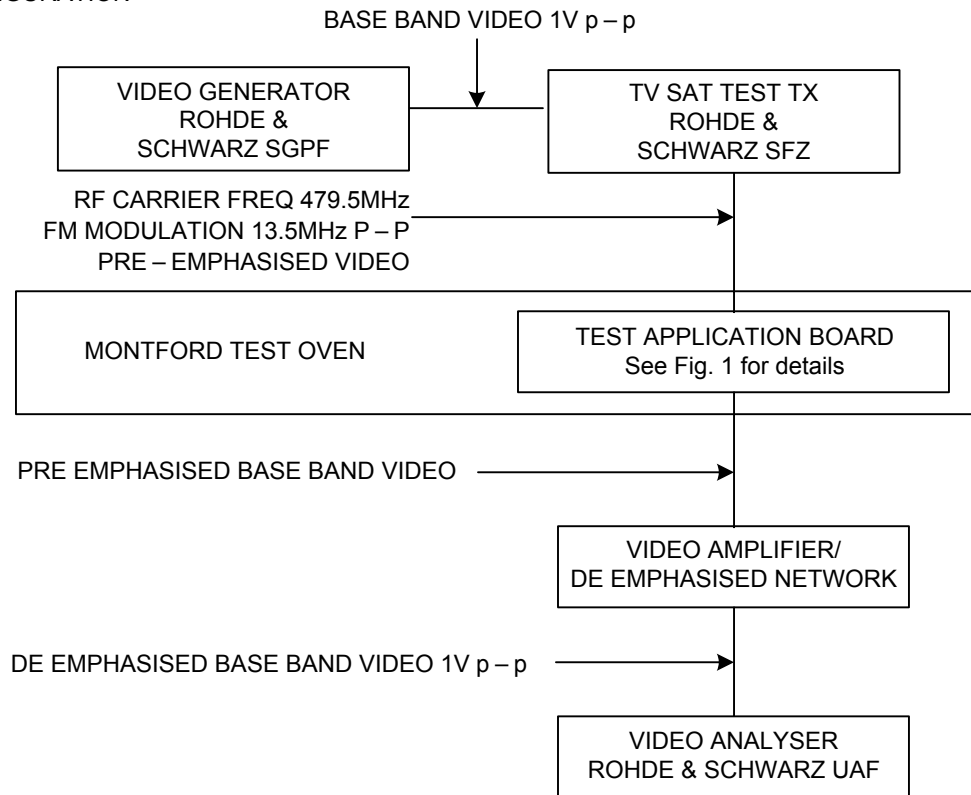 BASE BAND VIDEO 1V p – p
VIDEO GENERATOR
ROHDE &
SCHWARZ SGPF
TV SAT TEST TX
ROHDE &
SCHWARZ SFZ
RF CARRIER FREQ 479.5MHz
FM MODULATION 13.5MHz P – P
PRE – EMPHASISED VIDEO
MONTFORD TEST OVEN
TEST APPLICATION BOARD
See Fig. 1 for details
PRE EMPHASISED BASE BAND VIDEO
VIDEO AMPLIFIER/
DE EMPHASISED NETWORK
DE EMPHASISED BASE BAND VIDEO 1V p – p
VIDEO ANALYSER
ROHDE & SCHWARZ UAF